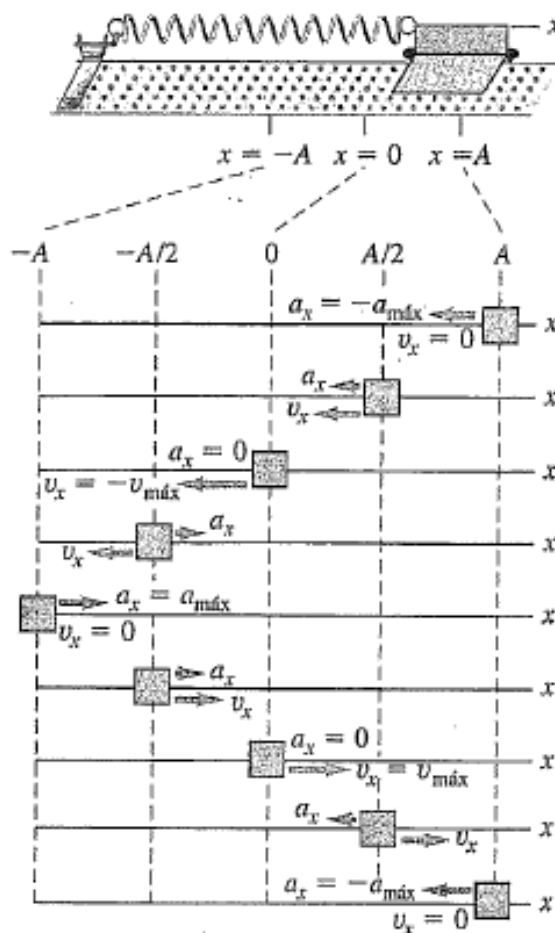 x
x = −A x = 0 x = A
−A −A/2 0 A/2 A
aₓ = −aₘáₓ
vₓ = 0 x
aₓ
vₓ x
aₓ = 0
vₓ = −vₘáₓ x
aₓ
vₓ x
aₓ = aₘáₓ
vₓ = 0 x
aₓ
vₓ x
aₓ = 0
vₓ = vₘáₓ x
aₓ
vₓ x
aₓ = −aₘáₓ
vₓ = 0 x